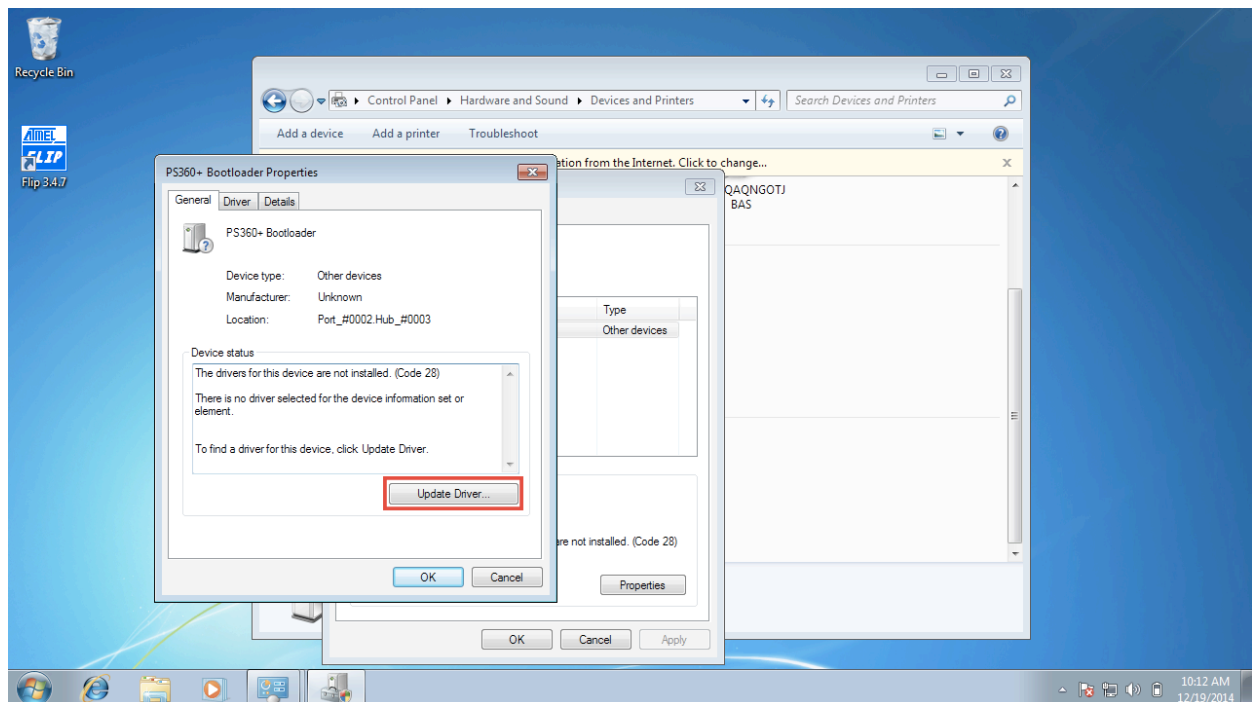 Recycle Bin
ATMEL
FLIP
Flip 3.4.7
Control Panel Hardware and Sound Devices and Printers
Search Devices and Printers
Add a device Add a printer Troubleshoot
ation from the Internet. Click to change...
QAQNGOTJ
BAS
PS360+ Bootloader Properties
General Driver Details
PS360+ Bootloader
Device type: Other devices
Manufacturer: Unknown
Location: Port_#0002.Hub_#0003
Device status
The drivers for this device are not installed. (Code 28)
There is no driver selected for the device information set or
element.
To find a driver for this device, click Update Driver.
Update Driver...
OK Cancel
Type
Other devices
are not installed. (Code 28)
Properties
OK Cancel Apply
10:12 AM
12/19/2014